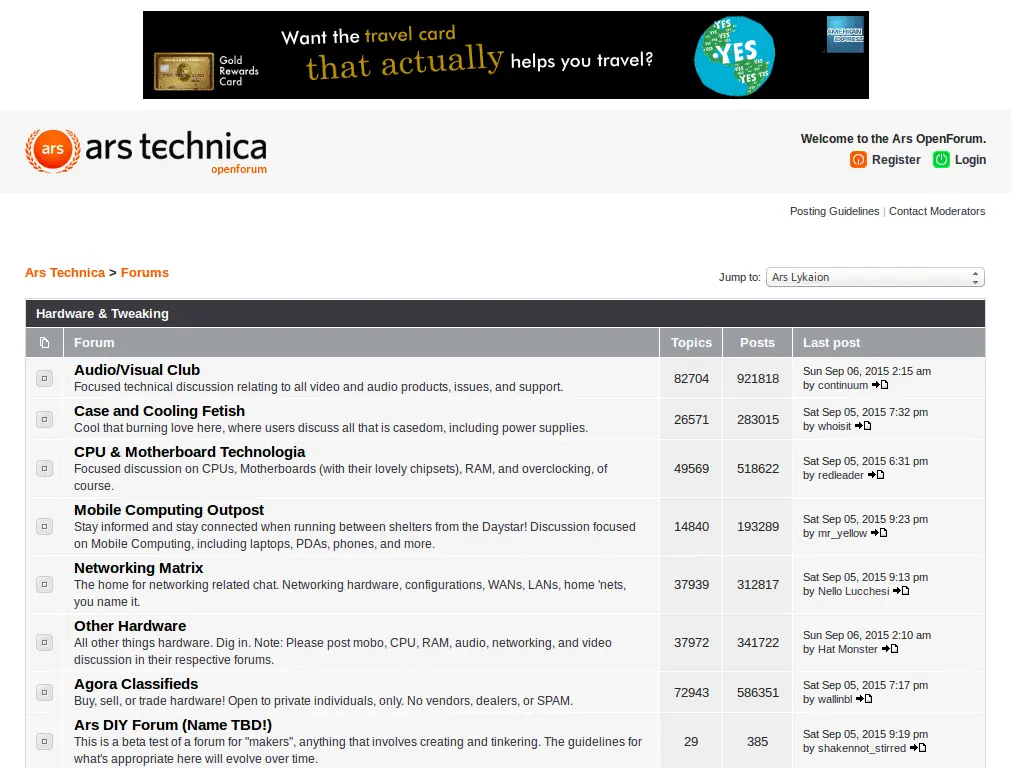 Want the travel card
that actually helps you travel?
Gold
Rewards
Card
YES
YES
YES
AMERICAN
EXPRESS
ars
ars technica
openforum
Welcome to the Ars OpenForum.
Register Login
Posting Guidelines | Contact Moderators
Ars Technica > Forums
Jump to: Ars Lykaion
Hardware & Tweaking
Forum Topics Posts Last post
Audio/Visual Club
Focused technical discussion relating to all video and audio products, issues, and support.
82704 921818
Sun Sep 06, 2015 2:15 am
by continuum
Case and Cooling Fetish
Cool that burning love here, where users discuss all that is casedom, including power supplies.
26571 283015
Sat Sep 05, 2015 7:32 pm
by whoisit
CPU & Motherboard Technologia
Focused discussion on CPUs, Motherboards (with their lovely chipsets), RAM, and overclocking, of
course.
49569 518622
Sat Sep 05, 2015 6:31 pm
by redleader
Mobile Computing Outpost
Stay informed and stay connected when running between shelters from the Daystar! Discussion focused
on Mobile Computing, including laptops, PDAs, phones, and more.
14840 193289
Sat Sep 05, 2015 9:23 pm
by mr_yellow
Networking Matrix
The home for networking related chat. Networking hardware, configurations, WANs, LANs, home 'nets,
you name it.
37939 312817
Sat Sep 05, 2015 9:13 pm
by Nello Lucchesi
Other Hardware
All other things hardware. Dig in. Note: Please post mobo, CPU, RAM, audio, networking, and video
discussion in their respective forums.
37972 341722
Sun Sep 06, 2015 2:10 am
by Hat Monster
Agora Classifieds
Buy, sell, or trade hardware! Open to private individuals, only. No vendors, dealers, or SPAM.
72943 586351
Sat Sep 05, 2015 7:17 pm
by wallinbl
Ars DIY Forum (Name TBD!)
This is a beta test of a forum for "makers", anything that involves creating and tinkering. The guidelines for
what's appropriate here will evolve over time.
29 385
Sat Sep 05, 2015 9:19 pm
by shakennot_stirred